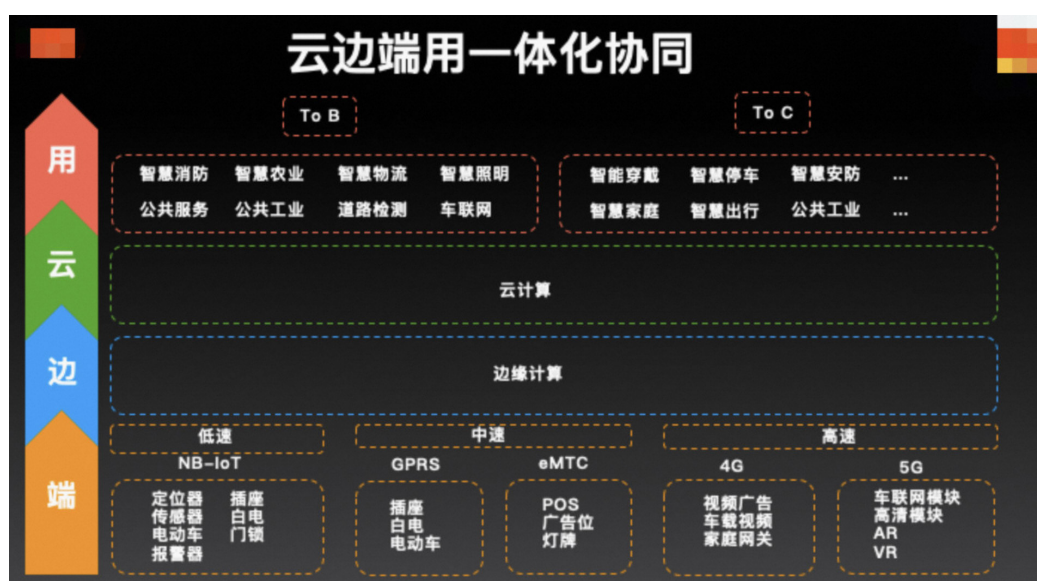 云边端用一体化协同
To B
To C
用
智慧消防 智慧农业 智慧物流 智慧照明
公共服务 公共工业 道路检测 车联网
智能穿戴 智慧停车 智慧安防 ...
智慧家庭 智慧出行 公共工业 ...
云
云计算
边
边缘计算
端
低速
NB-IoT
定位器 插座
传感器 白电
电动车 门锁
报警器
中速
GPRS
插座
白电
电动车
eMTC
POS
广告位
灯牌
高速
4G
视频广告
车载视频
家庭网关
5G
车联网模块
高清模块
AR
VR